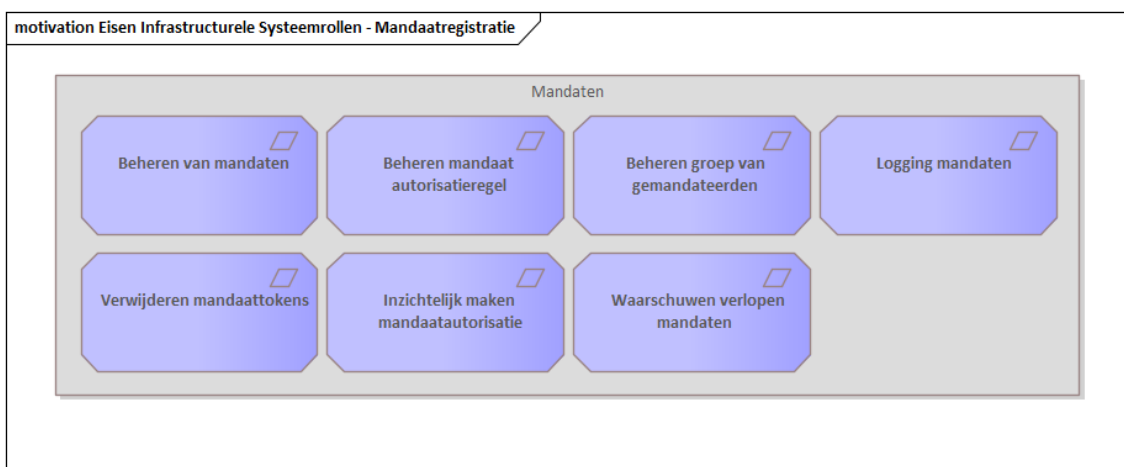 motivation Eisen Infrastructurele Systeemrollen - Mandaatregistratie
Mandaten
Beheren van mandaten
Beheren mandaat
autorisatieregel
Beheren groep van
gemandateerden
Logging mandaten
Verwijderen mandaattokens
Inzichtelijk maken
mandaatautorisatie
Waarschuwen verlopen
mandaten